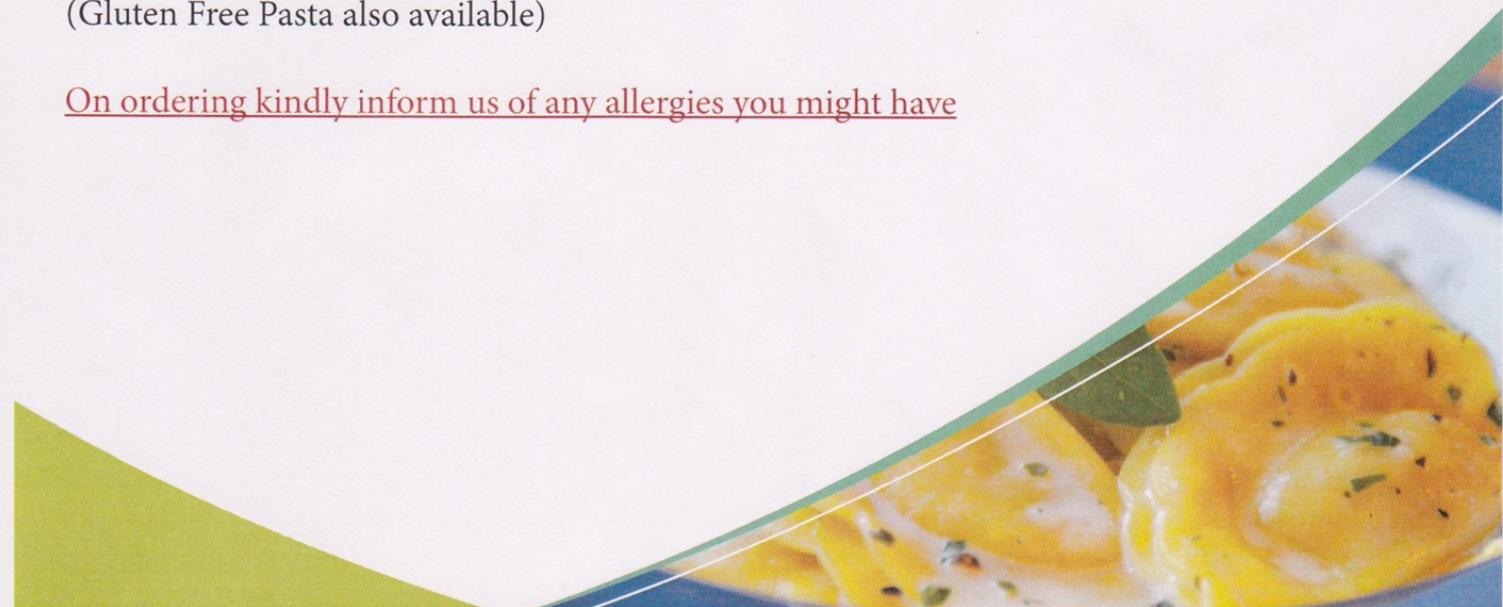 (Gluten Free Pasta also available)
On ordering kindly inform us of any allergies you might have